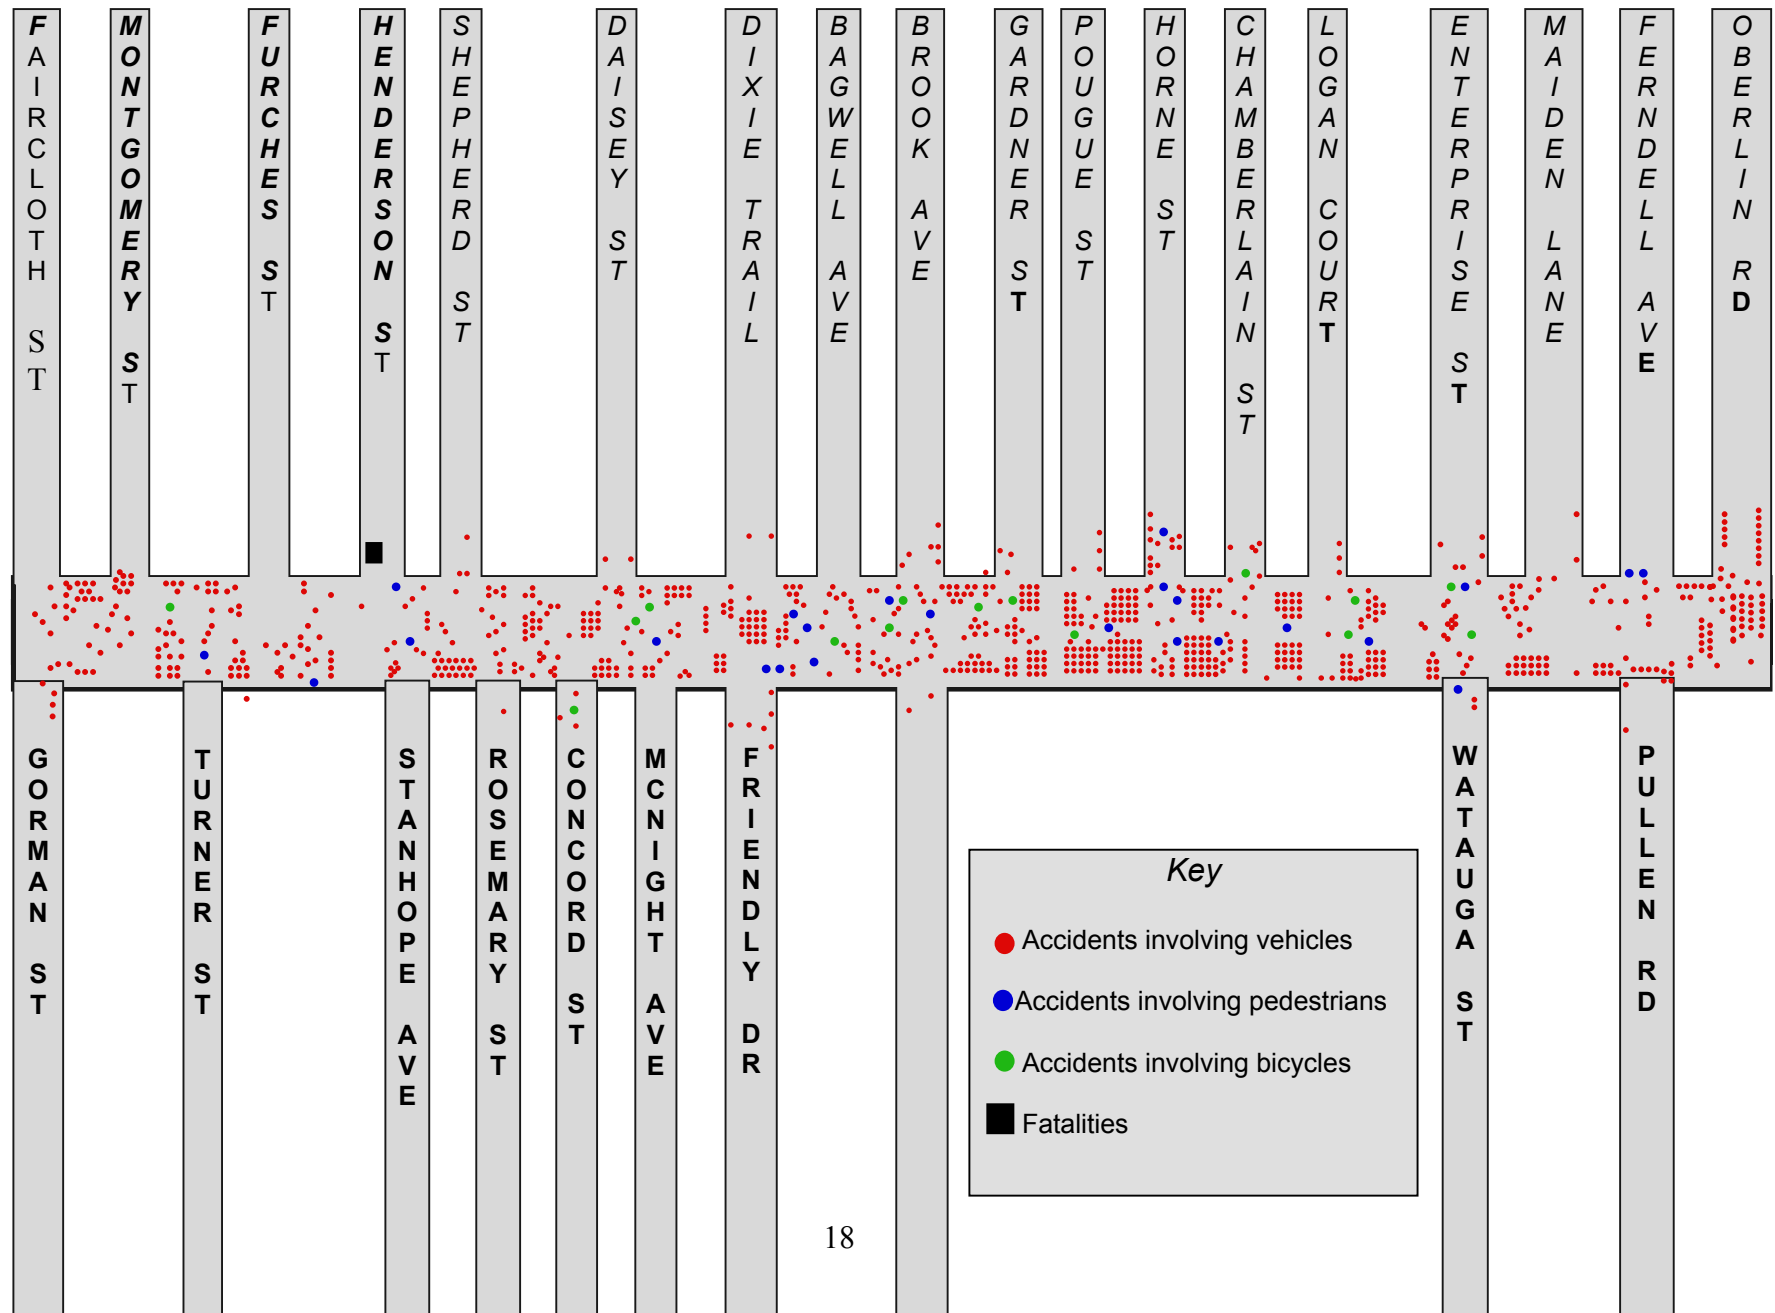 FAIRCLOTH ST
MONTGOMERY ST
FURCHES ST
HENDERSON ST
SHEPHERD ST
DAISEY ST
DIXIE TRAIL
BAGWELL AVE
BROOK AVE
GARDNER ST
POUGUE ST
HORNE ST
CHAMBERLAIN ST
LOGAN COURT
ENTERPRISE ST
MAIDEN LANE
FERNDELL AVE
OBERLIN RD
GORMAN ST
TURNER ST
STANHOPE AVE
ROSEMARY ST
CONCORD ST
MCNIGHT AVE
FRIENDLY DR
WATAUGA ST
PULLEN RD
Key
Accidents involving vehicles
Accidents involving pedestrians
Accidents involving bicycles
Fatalities
18